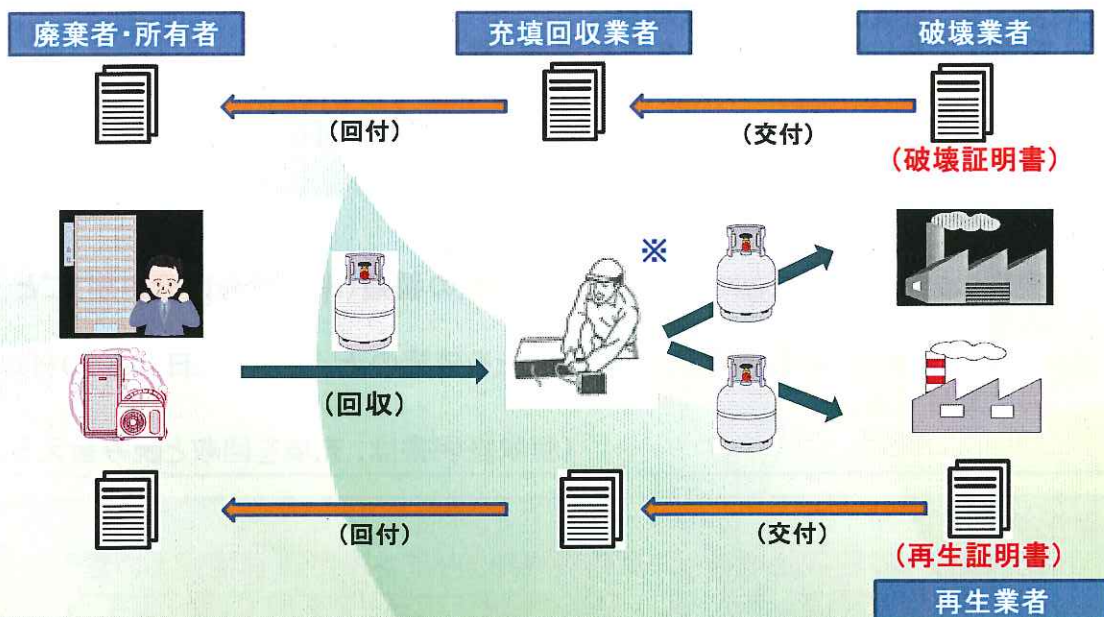 廃棄者・所有者
充填回収業者
破壊業者
(回付)
(交付)
(破壊証明書)
※
(回収)
(回付)
(交付)
(再生証明書)
再生業者